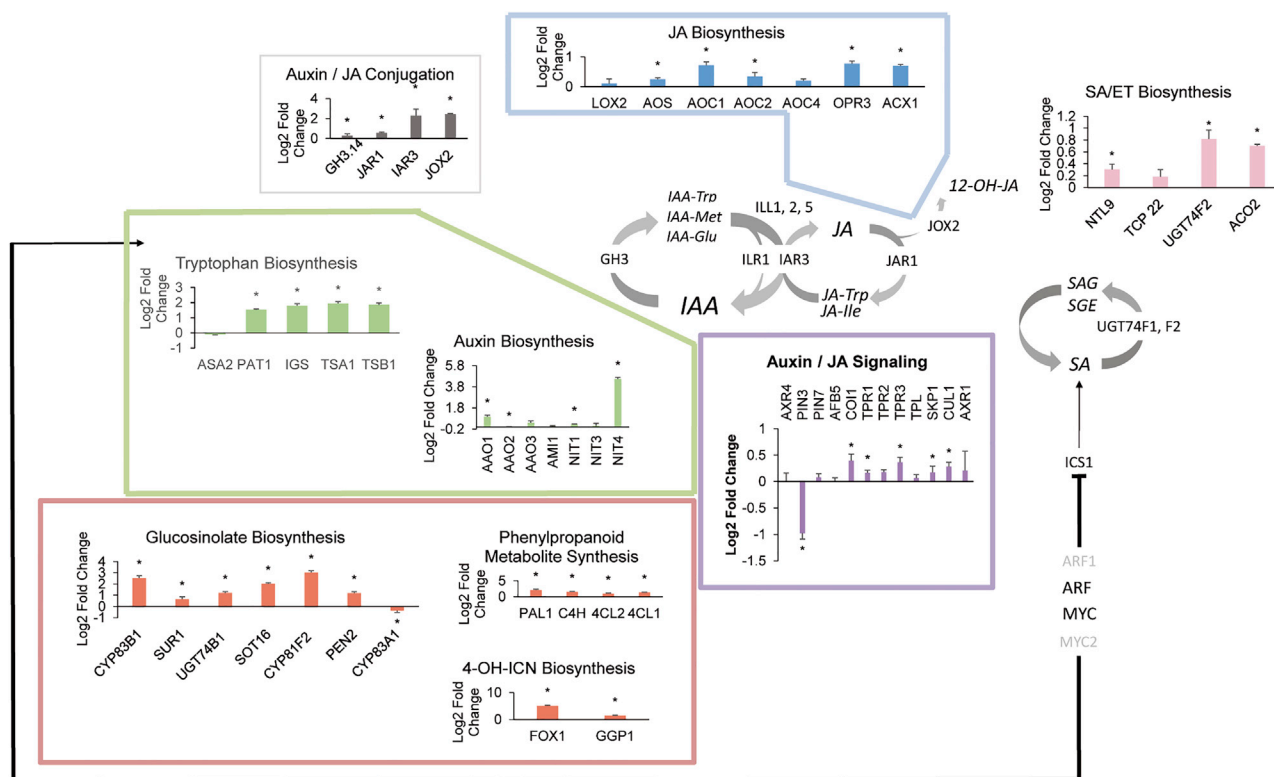 JA Biosynthesis
Log2 Fold
Change
1
0
LOX2 AOS AOC1 AOC2 AOC4 OPR3 ACX1
* * * * *
Auxin / JA Conjugation
Log2 Fold
Change
4
2
0
* * * *
GH3.14 JAR1 IAR3 JOX2
SA/ET Biosynthesis
Log2 Fold Change
1
0.8
0.6
0.4
0.2
0
* * *
NTL9 TCP 22 UGT74F2 ACO2
12-OH-JA
JOX2
IAA-Trp
IAA-Met
IAA-Glu
ILL1, 2, 5
JA
GH3
ILR1
IAR3
JAR1
IAA
JA-Trp
JA-Ile
Tryptophan Biosynthesis
Log2 Fold
Change
3
2
1
0
-1
* * * *
ASA2 PAT1 IGS TSA1 TSB1
Auxin Biosynthesis
Log2 Fold Change
5.8
3.8
1.8
-0.2
* * * *
AAO1 AAO2 AAO3 AMI1 NIT1 NIT3 NIT4
Auxin / JA Signaling
AXR4 PIN3 PIN7 AFB5 COI1 TPR1 TPR2 TPR3 TPL SKP1 CUL1 AXR1
Log2 Fold Change
1
0.5
0
-0.5
-1
-1.5
* * * * *
*
SAG
SGE
UGT74F1, F2
SA
ICS1
ARF1
ARF
MYC
MYC2
Glucosinolate Biosynthesis
Log2 Fold Change
4
3
2
1
0
-1
* * * * * *
*
CYP83B1 SUR1 UGT74B1 SOT16 CYP81F2 PEN2 CYP83A1
Phenylpropanoid
Metabolite Synthesis
Log2 Fold
Change
5
0
* * * *
PAL1 C4H 4CL2 4CL1
4-OH-ICN Biosynthesis
Log2 Fold
Change
10
0
* *
FOX1 GGP1